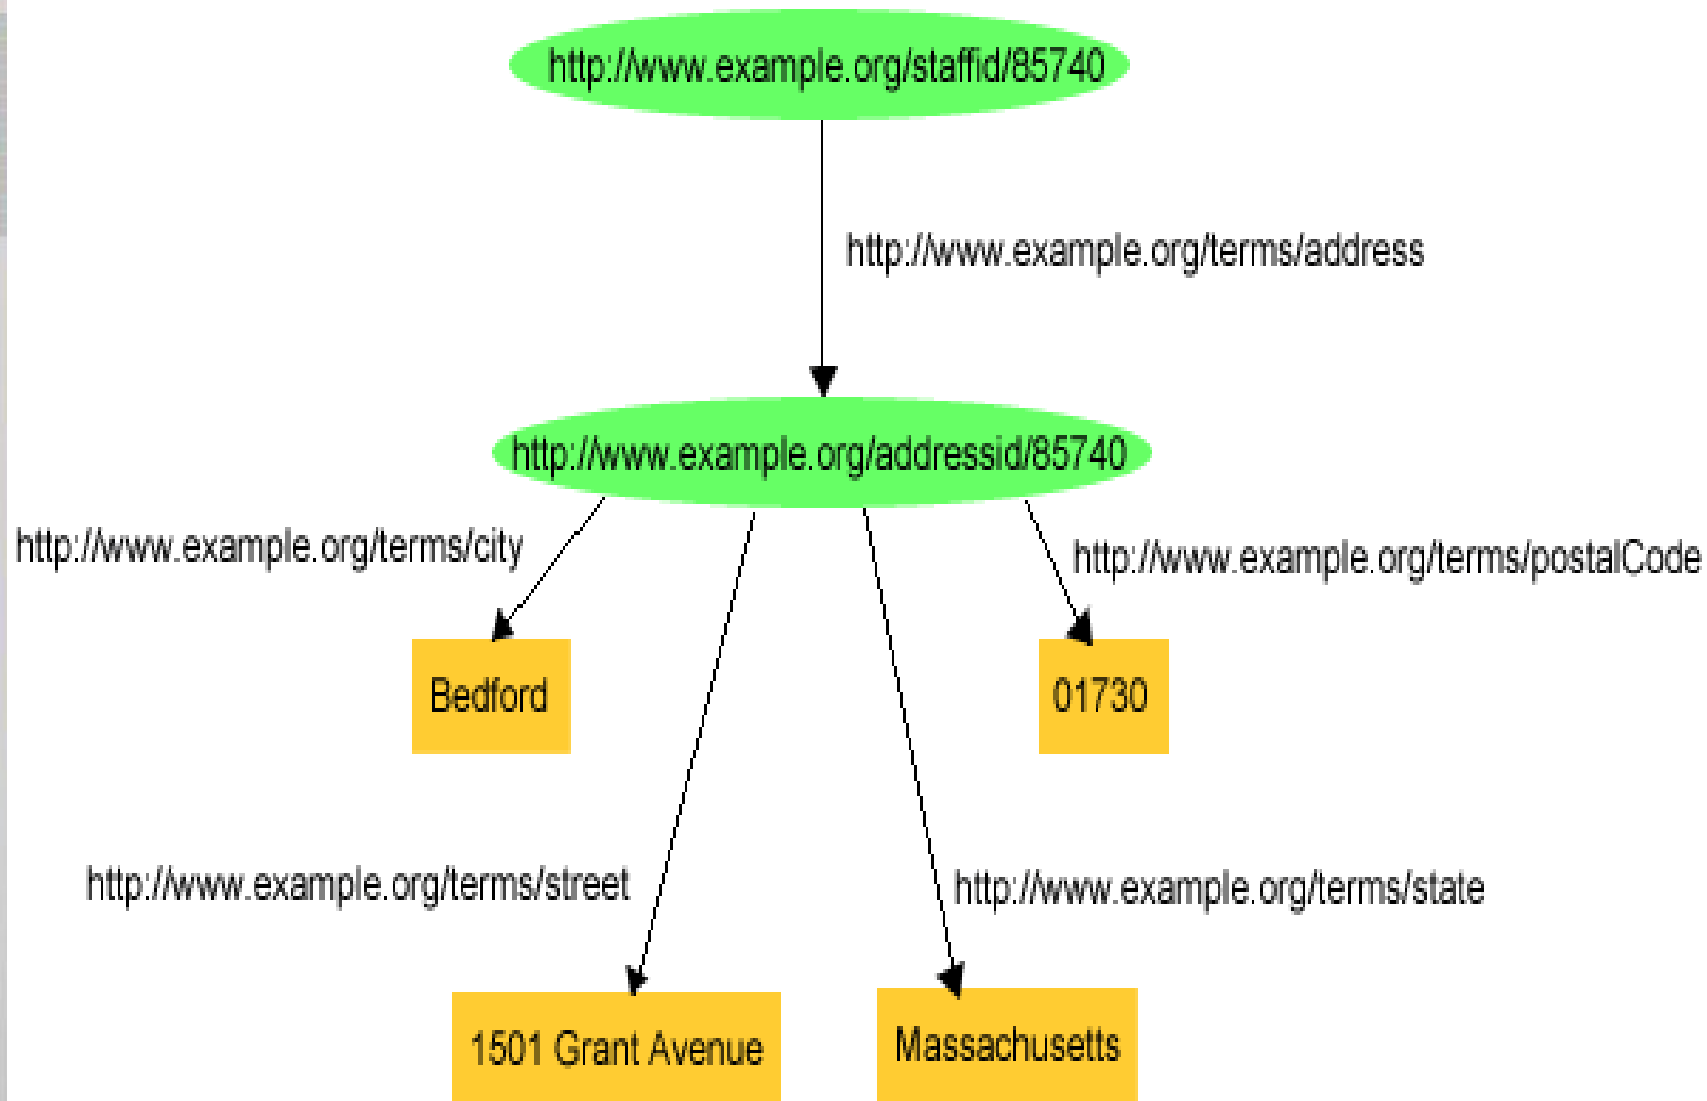 http://www.example.org/staffid/85740
http://www.example.org/terms/address
http://www.example.org/addressid/85740
http://www.example.org/terms/city
http://www.example.org/terms/postalCode
Bedford
01730
http://www.example.org/terms/street
http://www.example.org/terms/state
1501 Grant Avenue
Massachusetts